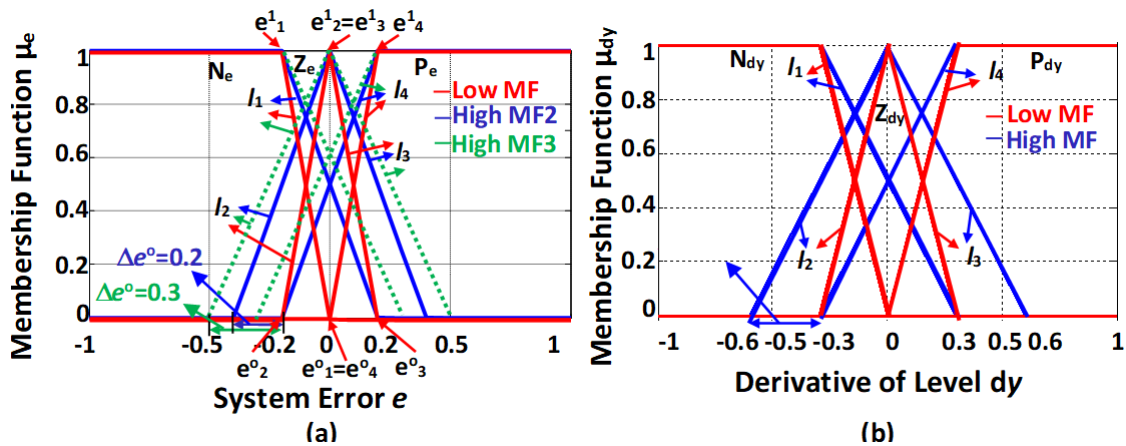 e¹₁ e¹₂=e¹₃ e¹₄
Membership Function μₑ
1
0.8
0.6
0.4
0.2
0
Nₑ Zₑ Pₑ
l₁ l₄
Low MF
High MF2
High MF3
l₃
l₂
Δeᵒ=0.2
Δeᵒ=0.3
-1 -0.5 -0.2 0 0.2 0.5 1
eᵒ₂ eᵒ₁=eᵒ₄ eᵒ₃
System Error e
(a)
Membership Function μdy
1
0.8
0.6
0.4
0.2
0
Ndy l₁ Zdy l₄ Pdy
Low MF
High MF
l₂ l₃
-1 -0.6 -0.5 -0.3 0 0.3 0.5 0.6 1
Derivative of Level dy
(b)